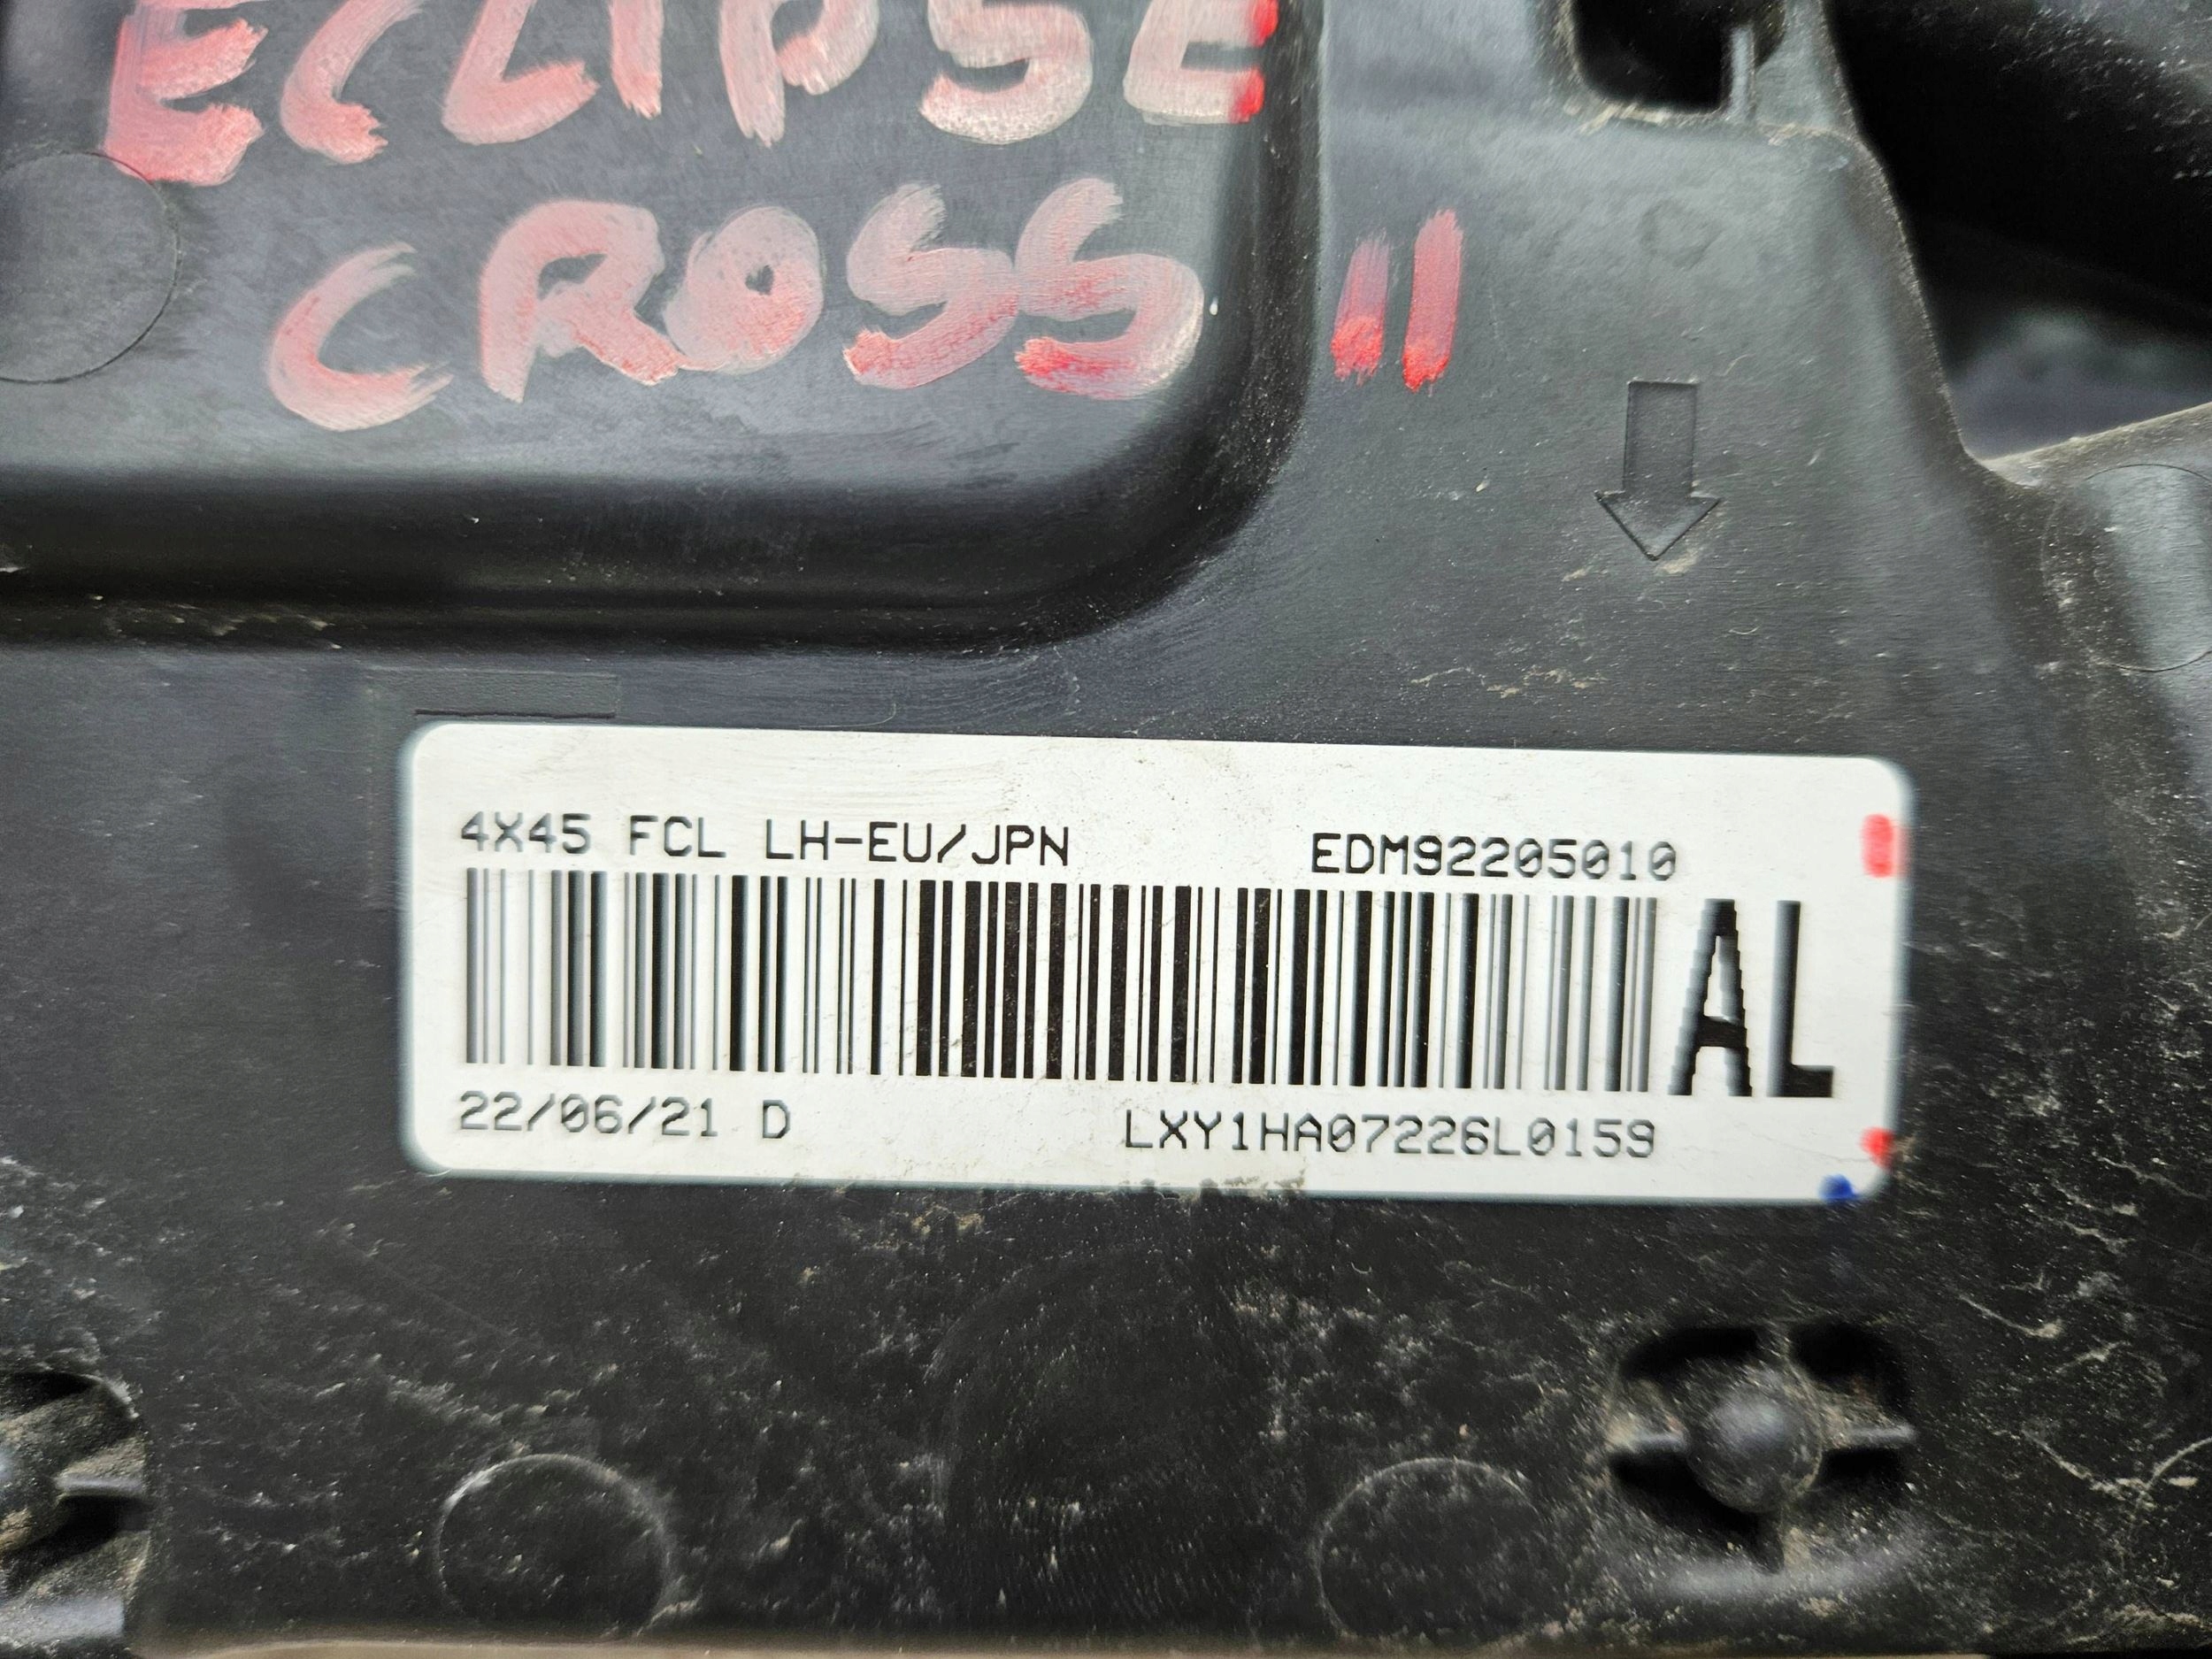 ECLIPSE
CROSS II
4X45 FCL LH-EU/JPN EDM92205010
AL
22/06/21 D LXY1HA07226L0159